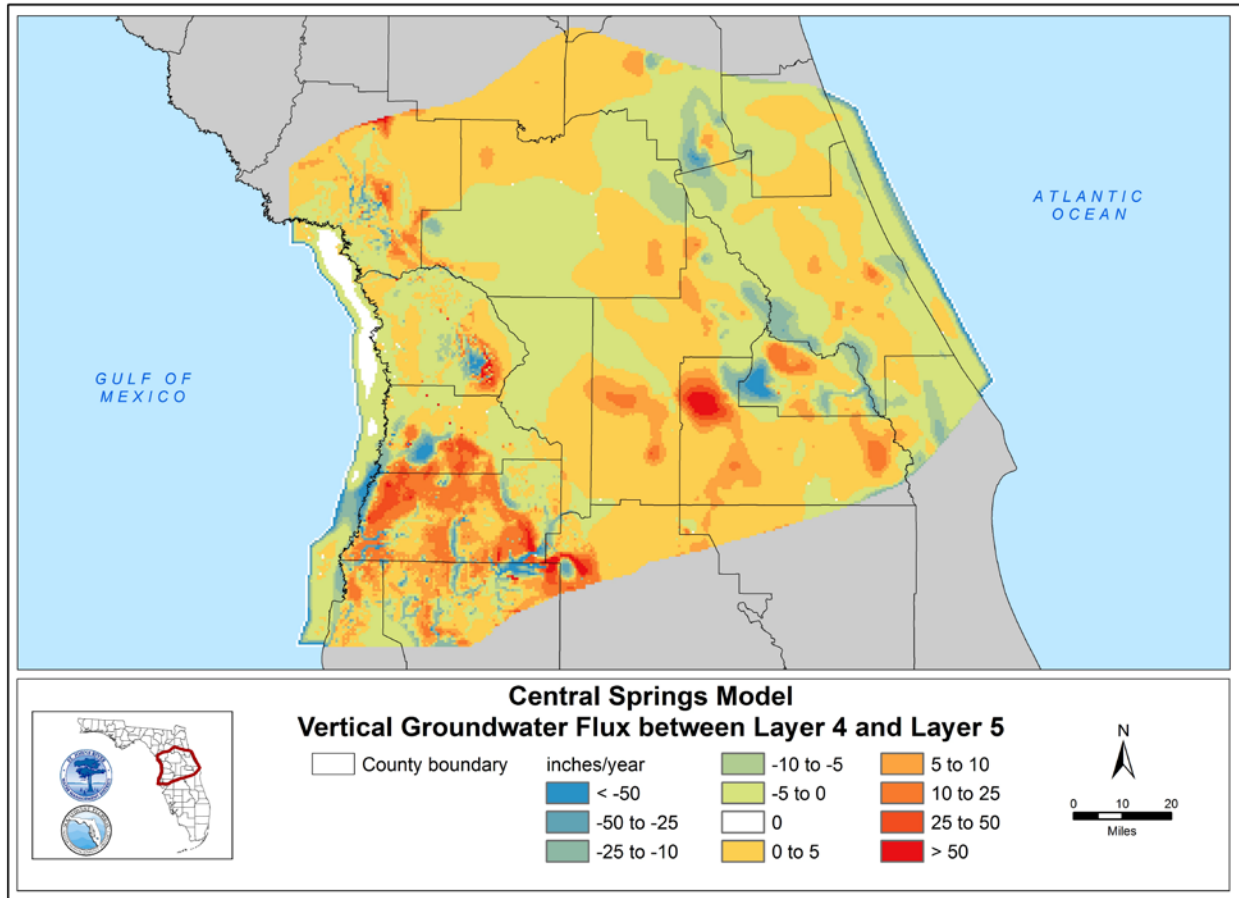 ATLANTIC
OCEAN
GULF OF
MEXICO
Central Springs Model
Vertical Groundwater Flux between Layer 4 and Layer 5
County boundary
inches/year
< -50
-50 to -25
-25 to -10
-10 to -5
-5 to 0
0
0 to 5
5 to 10
10 to 25
25 to 50
> 50
N
0 10 20
Miles